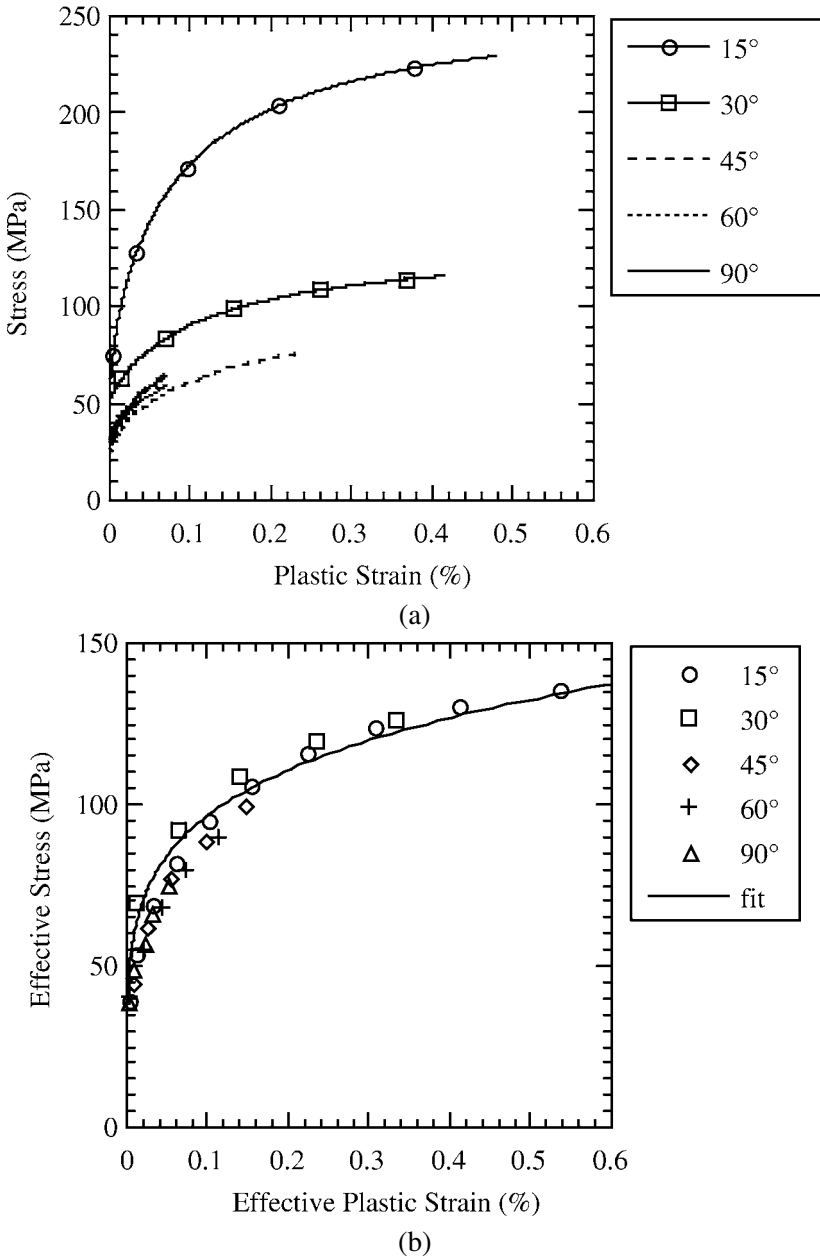 250
200
150
100
50
0
Stress (MPa)
0 0.1 0.2 0.3 0.4 0.5 0.6
Plastic Strain (%)
15°
30°
45°
60°
90°
(a)
150
100
50
0
Effective Stress (MPa)
0 0.1 0.2 0.3 0.4 0.5 0.6
Effective Plastic Strain (%)
15°
30°
45°
60°
90°
fit
(b)